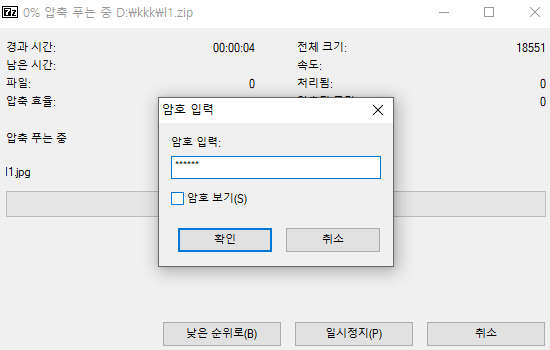 7z 0% 압축 푸는 중 D:₩kkk₩l1.zip
경과 시간: 00:00:04 전체 크기: 18551
남은 시간: 속도:
파일: 0 처리됨: 0
압축 효율: 0
암호 입력
압축 푸는 중
암호 입력:
******
l1.jpg
암호 보기(S)
확인 취소
낮은 순위로(B) 일시정지(P) 취소